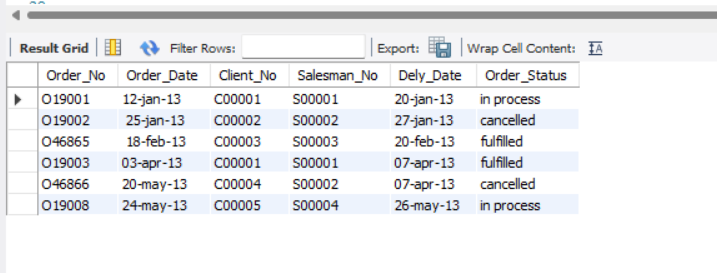 Result Grid Filter Rows: Export: Wrap Cell Content:
Order_No Order_Date Client_No Salesman_No Dely_Date Order_Status
O19001 12-jan-13 C00001 S00001 20-jan-13 in process
O19002 25-jan-13 C00002 S00002 27-jan-13 cancelled
O46865 18-feb-13 C00003 S00003 20-feb-13 fulfilled
O19003 03-apr-13 C00001 S00001 07-apr-13 fulfilled
O46866 20-may-13 C00004 S00002 07-apr-13 cancelled
O19008 24-may-13 C00005 S00004 26-may-13 in process